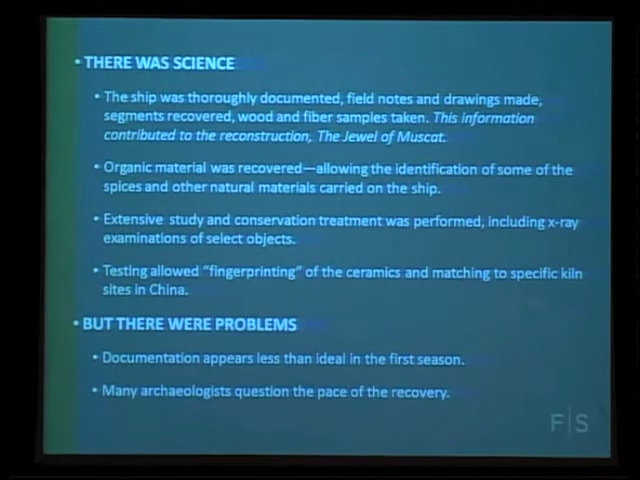 • THERE WAS SCIENCE
• The ship was thoroughly documented, field notes and drawings made,
segments recovered, wood and fiber samples taken. This information
contributed to the reconstruction, The Jewel of Muscat.
• Organic material was recovered—allowing the identification of some of the
spices and other natural materials carried on the ship.
• Extensive study and conservation treatment was performed, including x-ray
examinations of select objects.
• Testing allowed “fingerprinting” of the ceramics and matching to specific kiln
sites in China.
• BUT THERE WERE PROBLEMS
• Documentation appears less than ideal in the first season.
• Many archaeologists question the pace of the recovery.
F|S